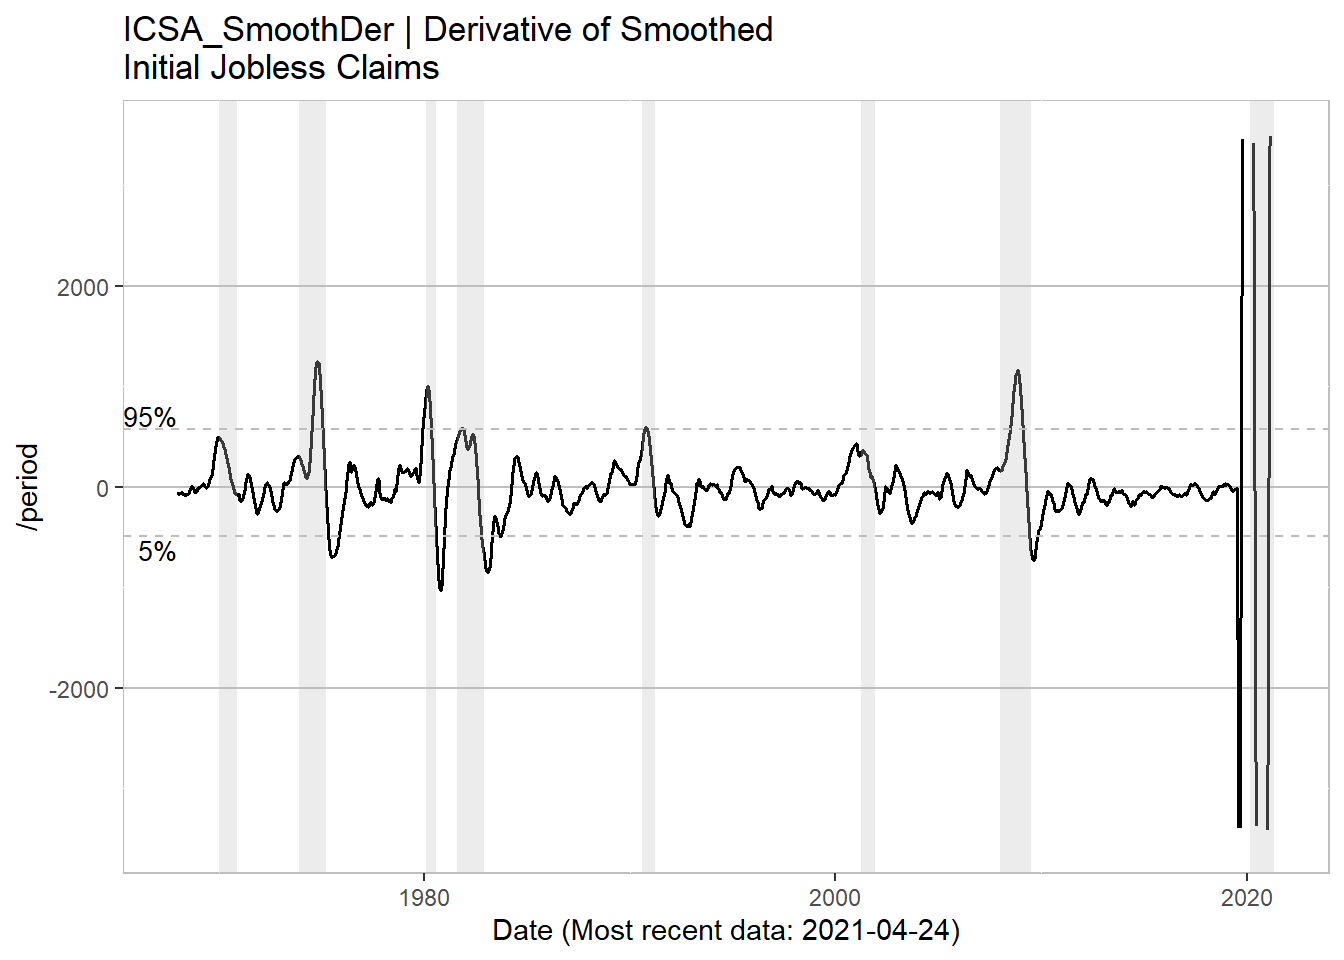 ICSA_SmoothDer | Derivative of Smoothed
Initial Jobless Claims
2000
95%
0
/period
5%
-2000
1980
2000
2020
Date (Most recent data: 2021-04-24)